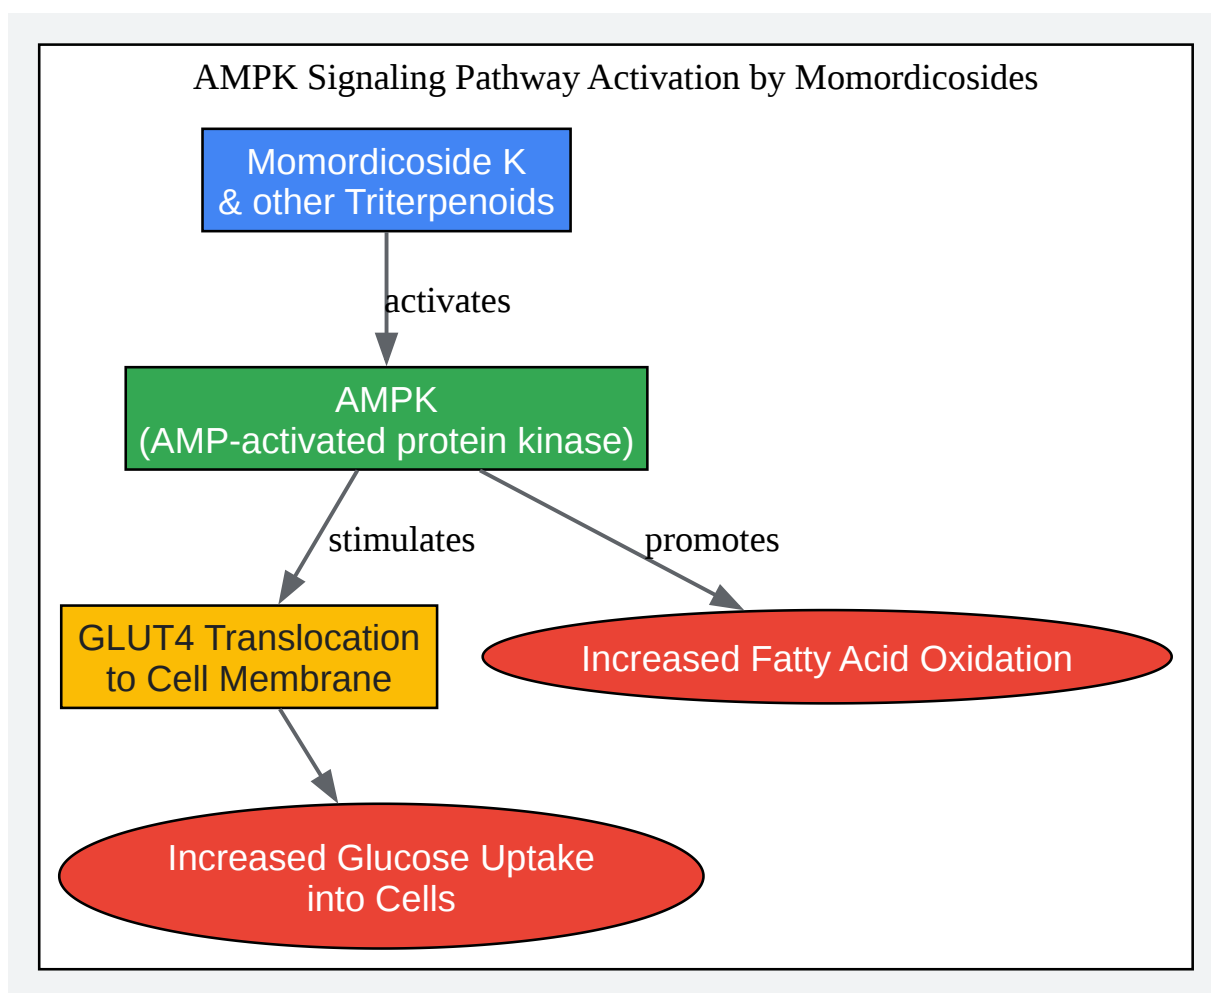 AMPK Signaling Pathway Activation by Momordicosides
Momordicoside K
& other Triterpenoids
activates
AMPK
(AMP-activated protein kinase)
stimulates
promotes
GLUT4 Translocation
to Cell Membrane
Increased Fatty Acid Oxidation
Increased Glucose Uptake
into Cells